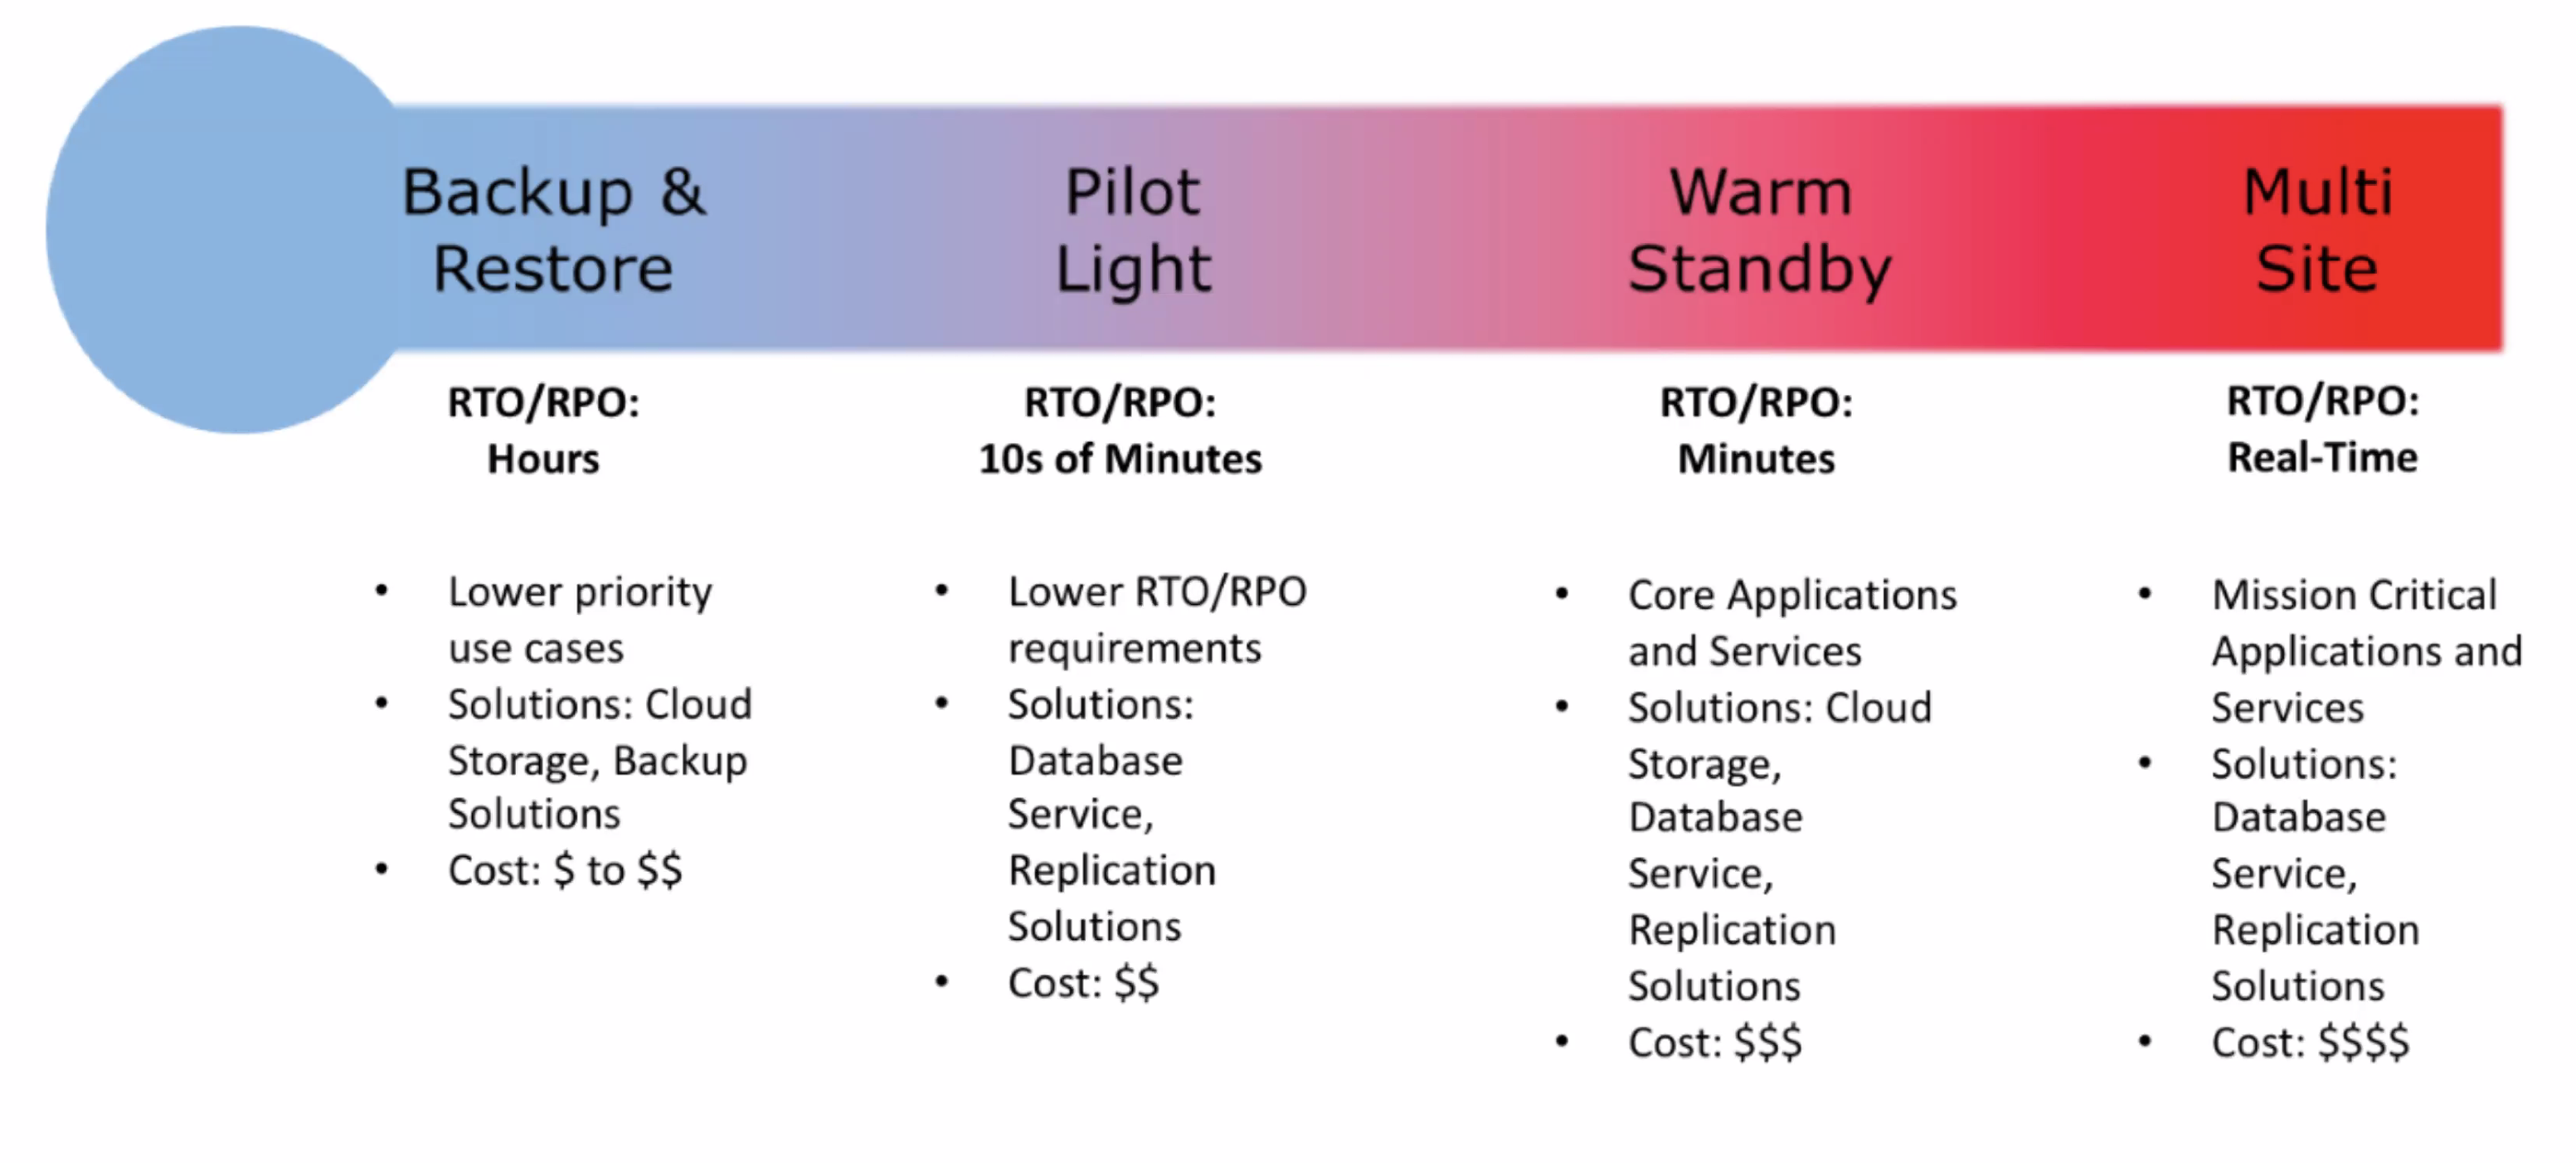 Backup &
Restore
Pilot
Light
Warm
Standby
Multi
Site
RTO/RPO:
Hours
• Lower priority
use cases
• Solutions: Cloud
Storage, Backup
Solutions
• Cost: $ to $$
RTO/RPO:
10s of Minutes
• Lower RTO/RPO
requirements
• Solutions:
Database
Service,
Replication
Solutions
• Cost: $$
RTO/RPO:
Minutes
• Core Applications
and Services
• Solutions: Cloud
Storage,
Database
Service,
Replication
Solutions
• Cost: $$$
RTO/RPO:
Real-Time
• Mission Critical
Applications and
Services
• Solutions:
Database
Service,
Replication
Solutions
• Cost: $$$$